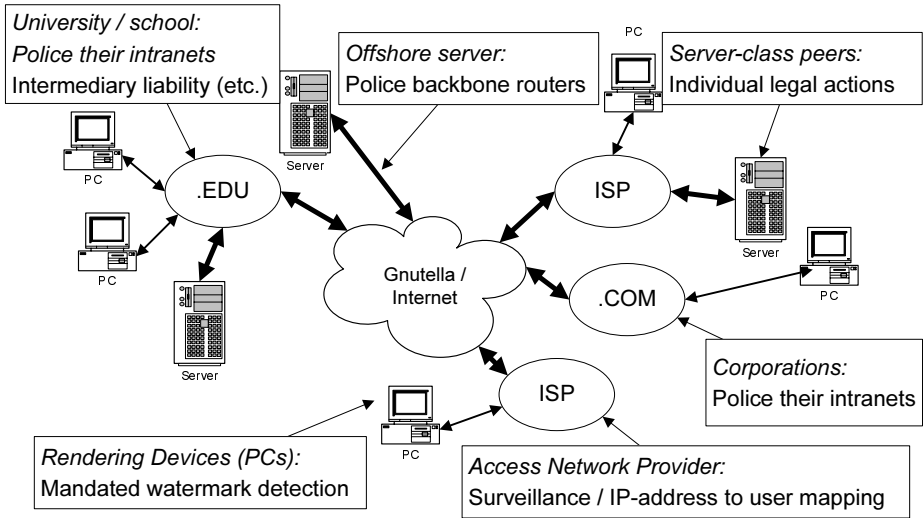 University / school:
Police their intranets
Intermediary liability (etc.)
Offshore server:
Police backbone routers
PC
Server-class peers:
Individual legal actions
PC
Server
.EDU
ISP
PC
Server
Gnutella /
Internet
.COM
PC
Server
ISP
Corporations:
Police their intranets
PC
Rendering Devices (PCs):
Mandated watermark detection
Access Network Provider:
Surveillance / IP-address to user mapping